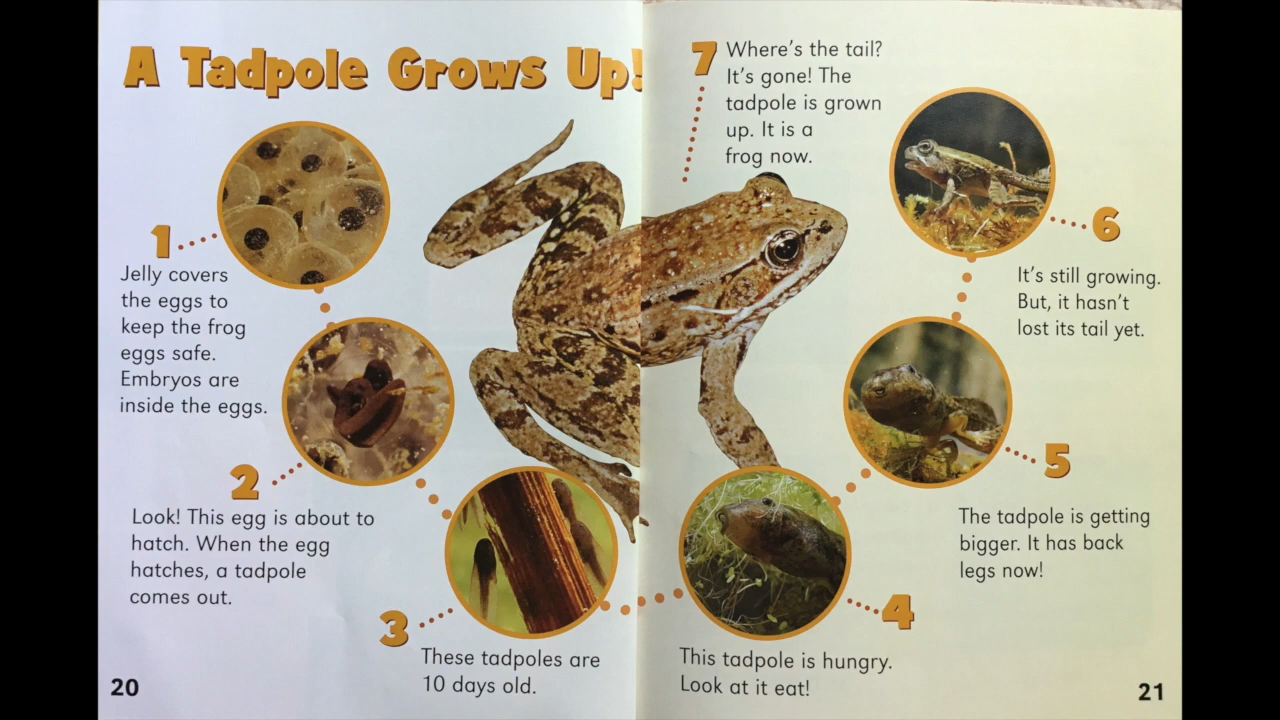 A Tadpole Grows Up!
1
Jelly covers
the eggs to
keep the frog
eggs safe.
Embryos are
inside the eggs.
2
Look! This egg is about to
hatch. When the egg
hatches, a tadpole
comes out.
3
These tadpoles are
10 days old.
20
4
This tadpole is hungry.
Look at it eat!
5
The tadpole is getting
bigger. It has back
legs now!
6
It's still growing.
But, it hasn't
lost its tail yet.
7
Where's the tail?
It's gone! The
tadpole is grown
up. It is a
frog now.
21